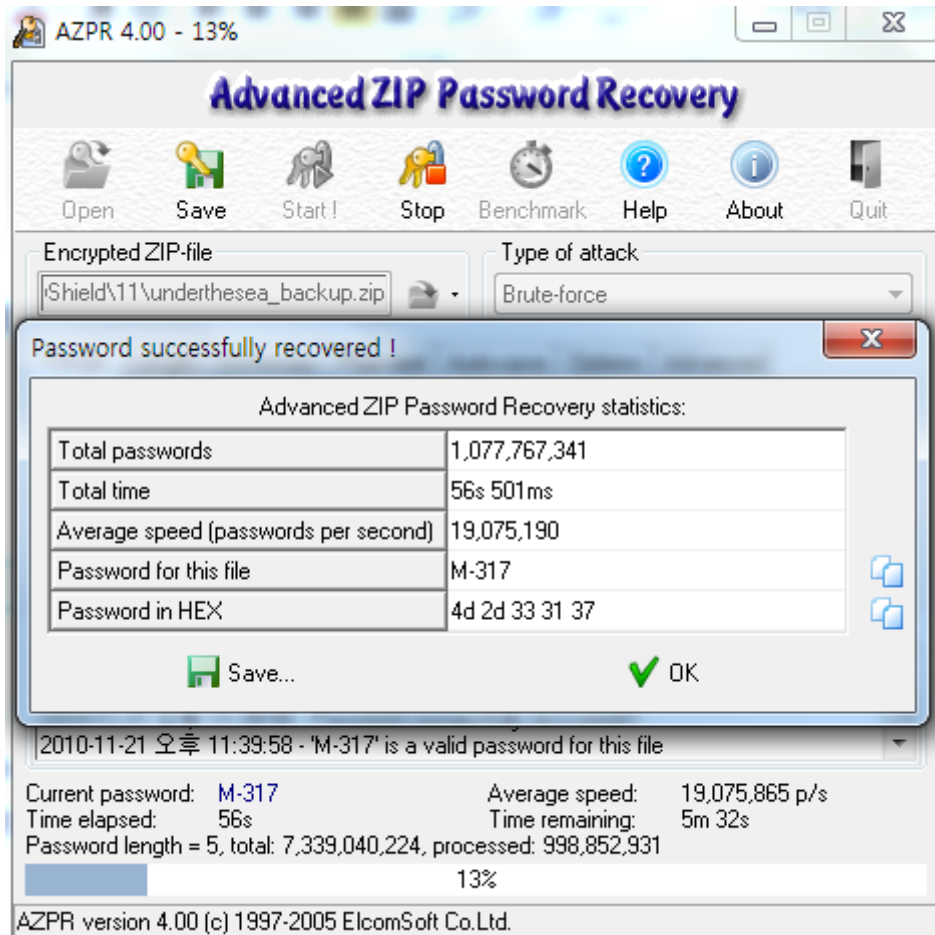 AZPR 4.00 - 13%
Advanced ZIP Password Recovery
Open Save Start ! Stop Benchmark Help About Quit
Encrypted ZIP-file
Type of attack
Shield\11\underthesea_backup.zip
Brute-force
Password successfully recovered !
Advanced ZIP Password Recovery statistics:
Total passwords 1,077,767,341
Total time 56s 501ms
Average speed (passwords per second) 19,075,190
Password for this file M-317
Password in HEX 4d 2d 33 31 37
Save... OK
2010-11-21 오후 11:39:58 - 'M-317' is a valid password for this file
Current password: M-317 Average speed: 19,075,865 p/s
Time elapsed: 56s Time remaining: 5m 32s
Password length = 5, total: 7,339,040,224, processed: 998,852,931
13%
AZPR version 4.00 (c) 1997-2005 ElcomSoft Co.Ltd.